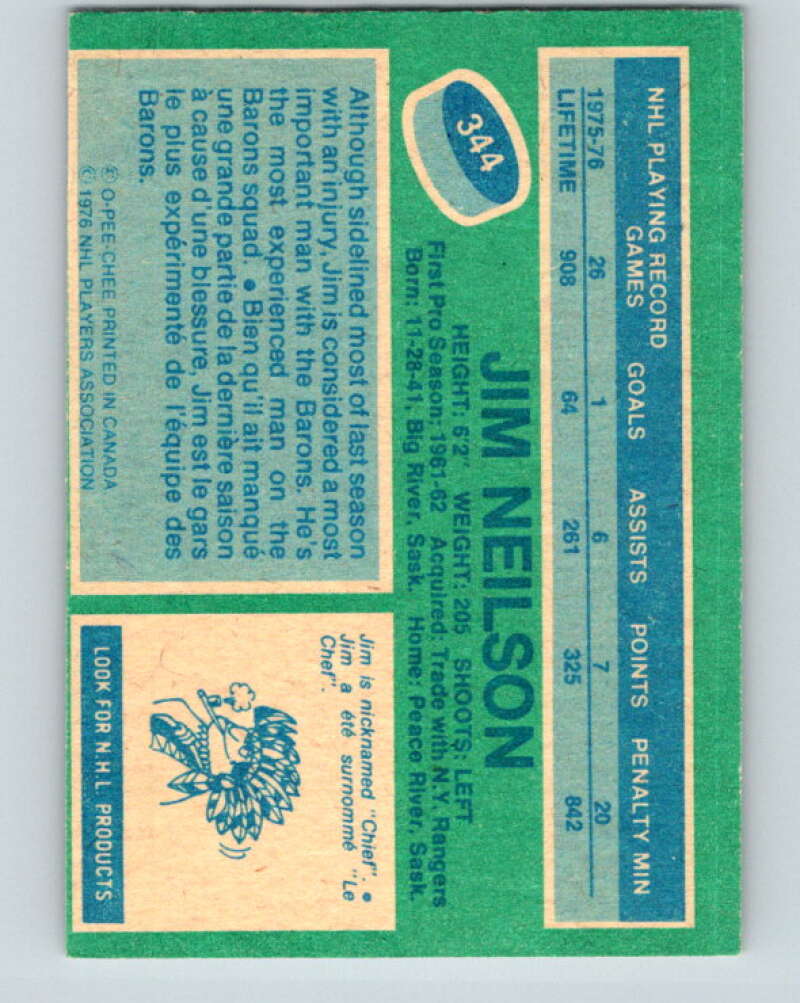 NHL PLAYING RECORD
GAMES GOALS ASSISTS POINTS PENALTY MIN
1975-76 26 1 6 7 20
LIFETIME 908 64 261 325 842
344
JIM NEILSON
HEIGHT: 6'2" WEIGHT: 205 SHOOTS: LEFT
First Pro Season: 1961-62 Acquired: Trade with N.Y. Rangers
Born: 11-28-41, Big River, Sask. Home: Peace River, Sask.
Although sidelined most of last season
with an injury, Jim is considered a most
important man with the Barons. He's
the most experienced man on the
Barons squad. • Bien qu'il ait manqué
une grande partie de la dernière saison
à cause d'une blessure, Jim est le gars
le plus expérimenté de l'équipe des
Barons.
© O-PEE-CHEE PRINTED IN CANADA
© 1976 NHL PLAYERS ASSOCIATION
Jim is nicknamed "Chief". •
Jim a été surnommé "Le
Chef".
LOOK FOR N.H.L. PRODUCTS